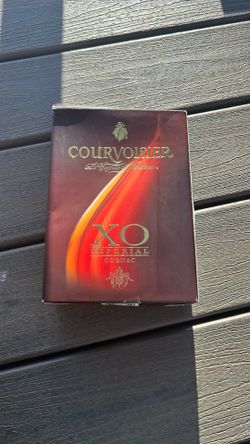 COURVOISIER
XO
IMPERIAL
COGNAC